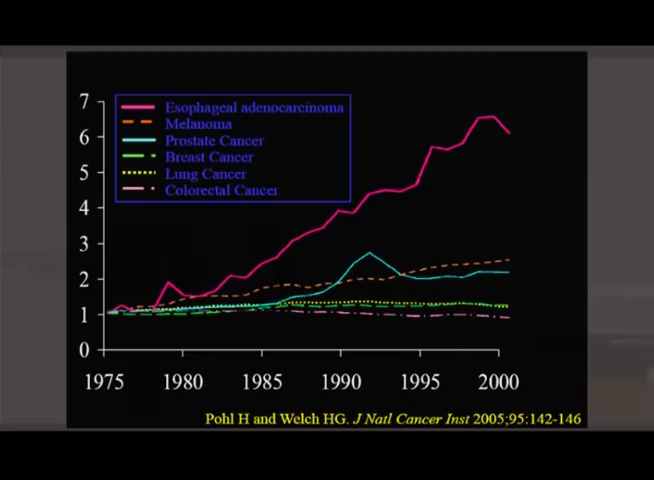 7
6
5
4
3
2
1
0
Esophageal adenocarcinoma
Melanoma
Prostate Cancer
Breast Cancer
Lung Cancer
Colorectal Cancer
1975 1980 1985 1990 1995 2000
Pohl H and Welch HG. J Natl Cancer Inst 2005;95:142-146